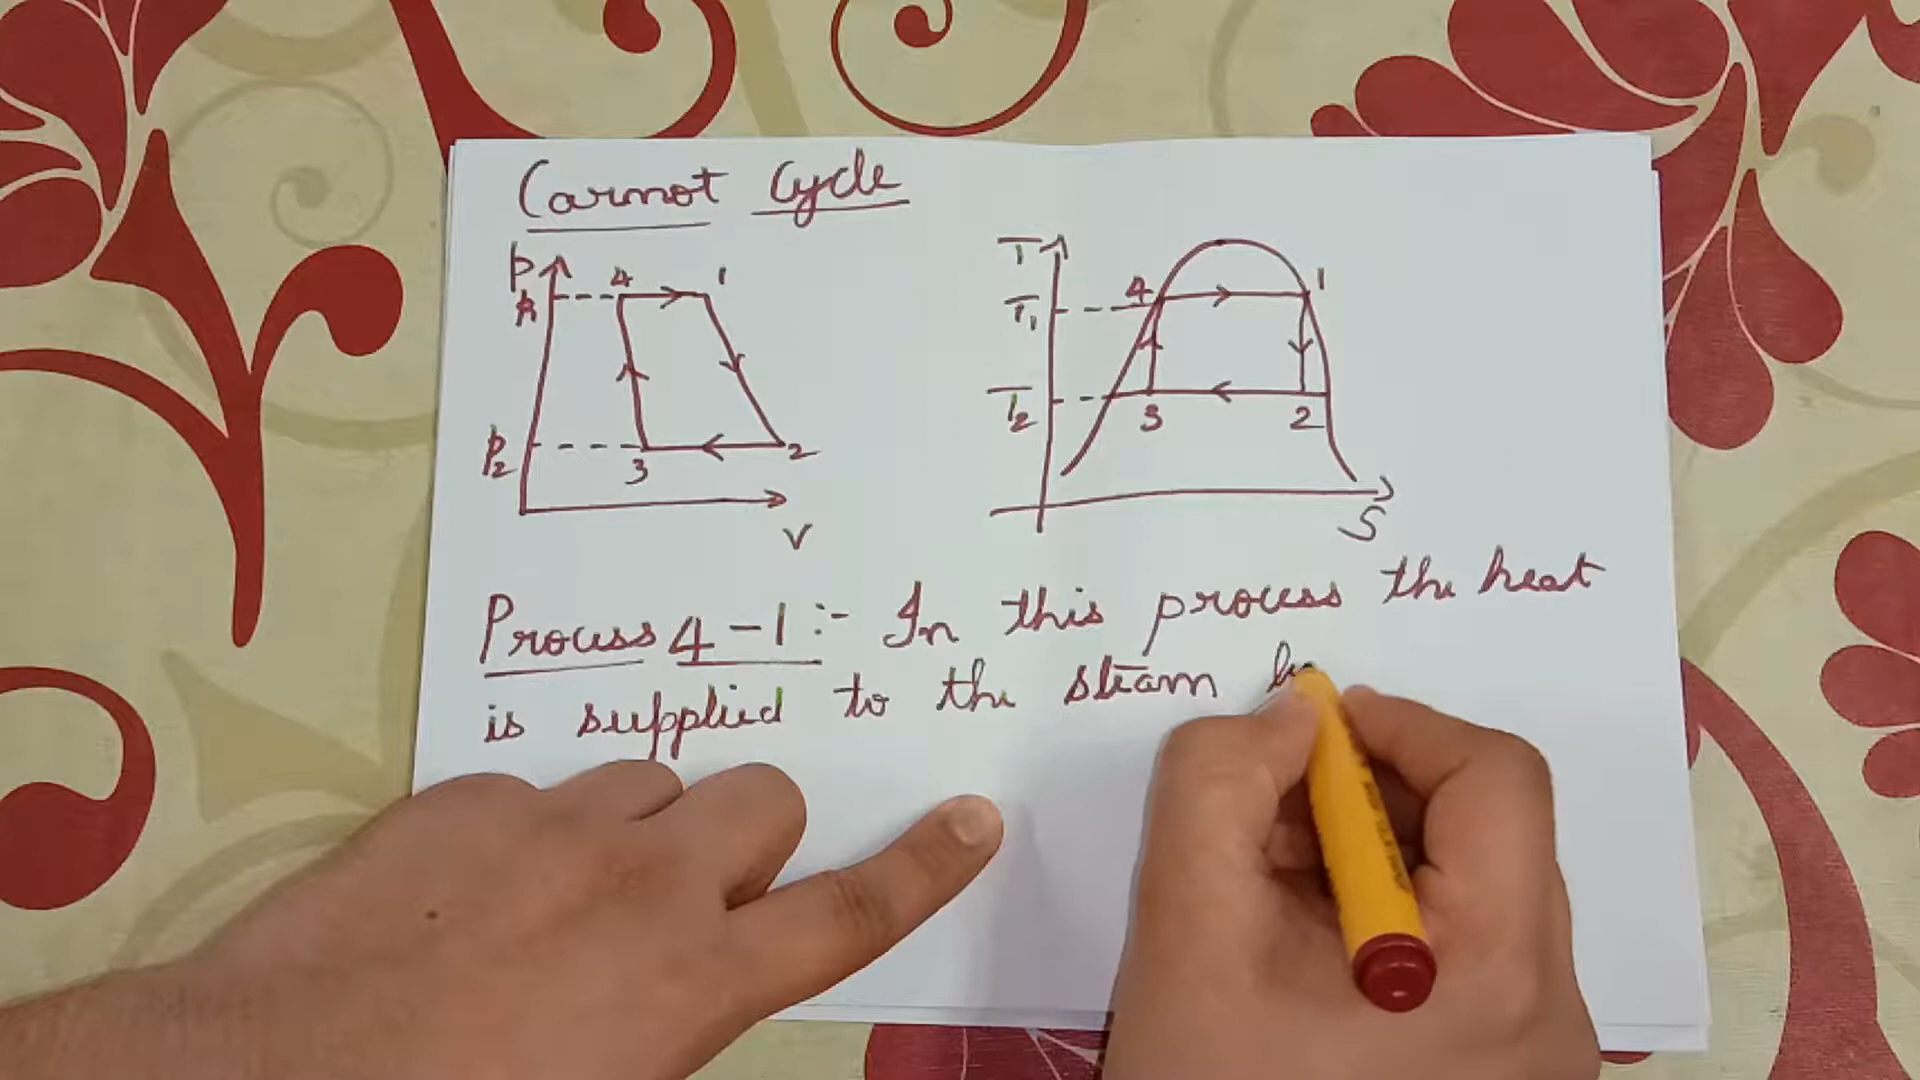 Carnot Cycle
P
4
1
P1
P2
3
2
V
T
4
1
T1
T2
3
2
S
Process 4-1 :- In this process the heat
is supplied to the steam